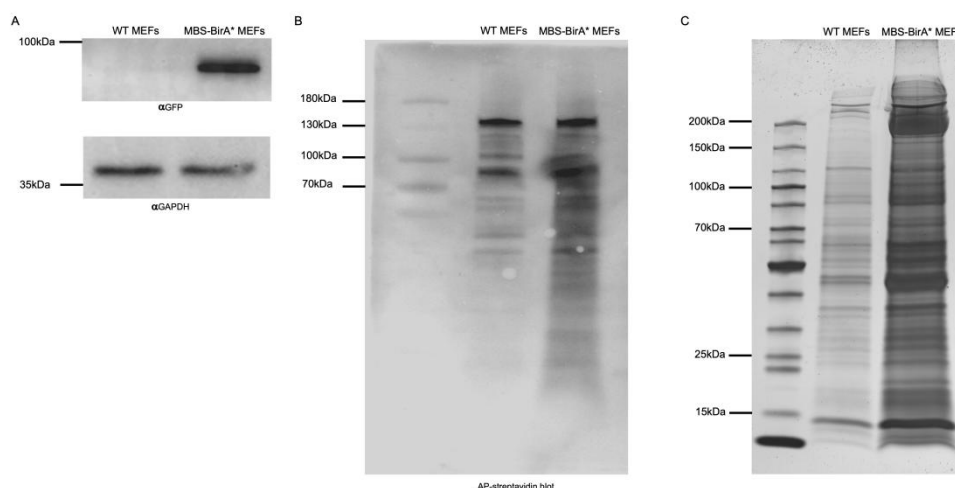 A
WT MEFs MBS-BirA* MEFs
100kDa
αGFP
35kDa
αGAPDH
B
WT MEFs MBS-BirA* MEFs
180kDa
130kDa
100kDa
70kDa
AP-streptavidin blot
C
WT MEFs MBS-BirA* MEF
200kDa
150kDa
100kDa
70kDa
25kDa
15kDa